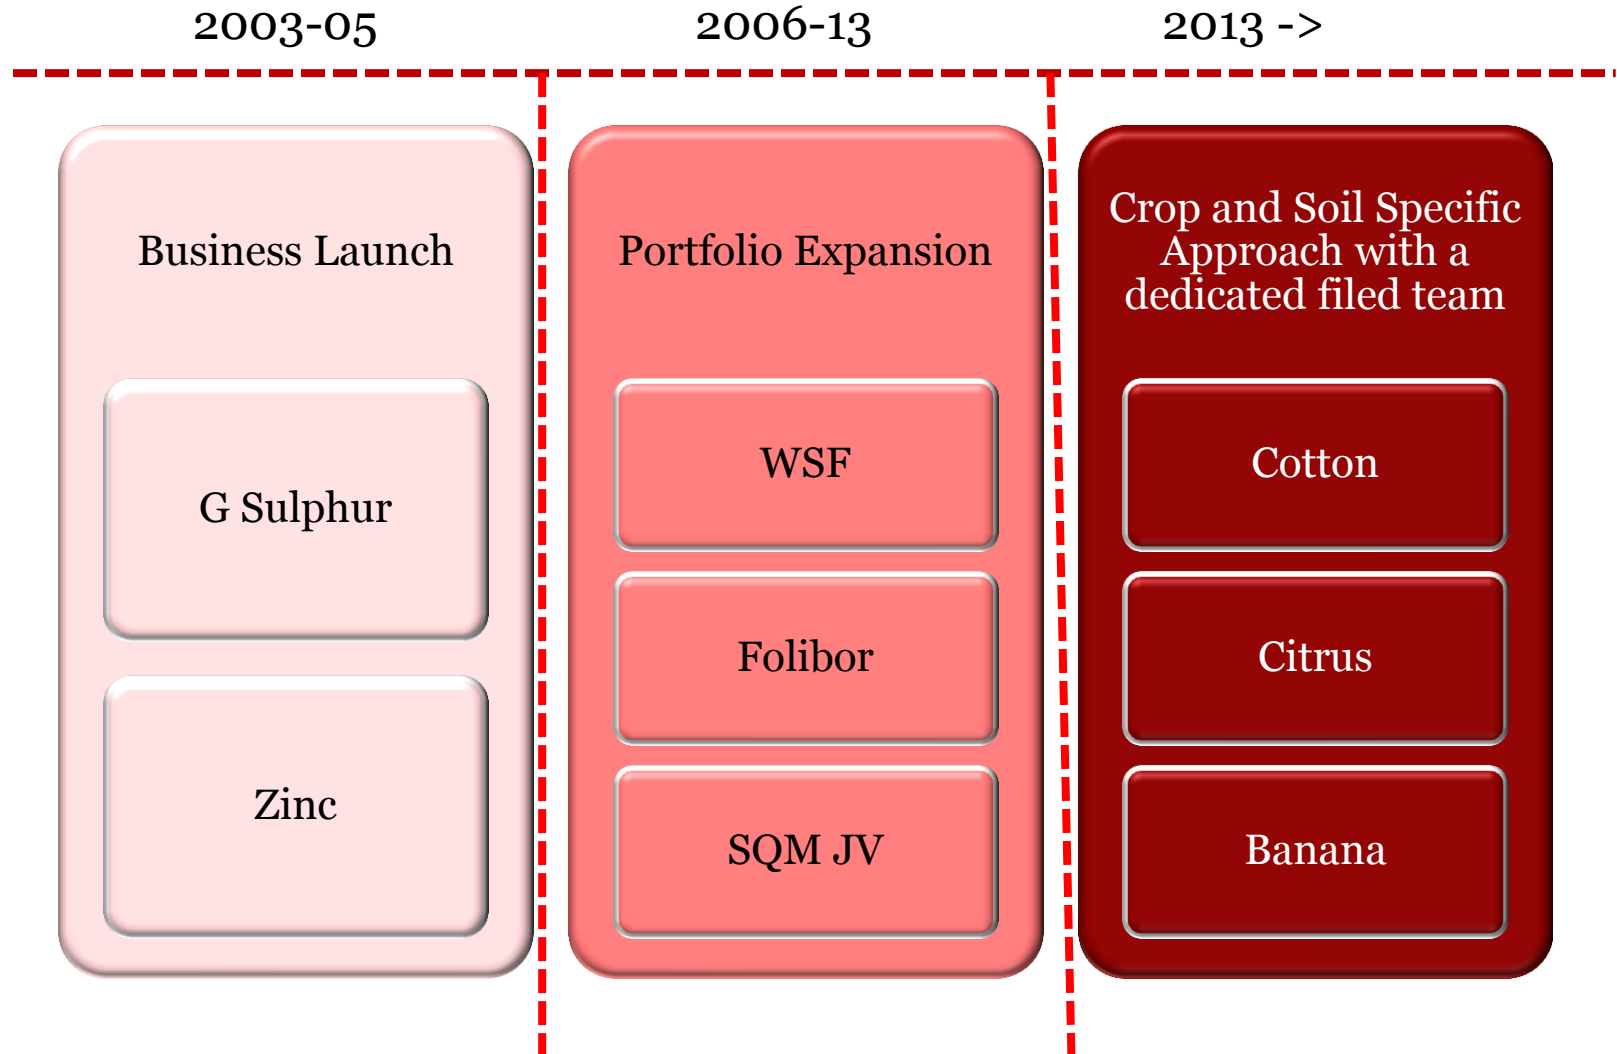 2003-05
2006-13
2013 ->
Business Launch
G Sulphur
Zinc
Portfolio Expansion
WSF
Folibor
SQM JV
Crop and Soil Specific
Approach with a
dedicated filed team
Cotton
Citrus
Banana